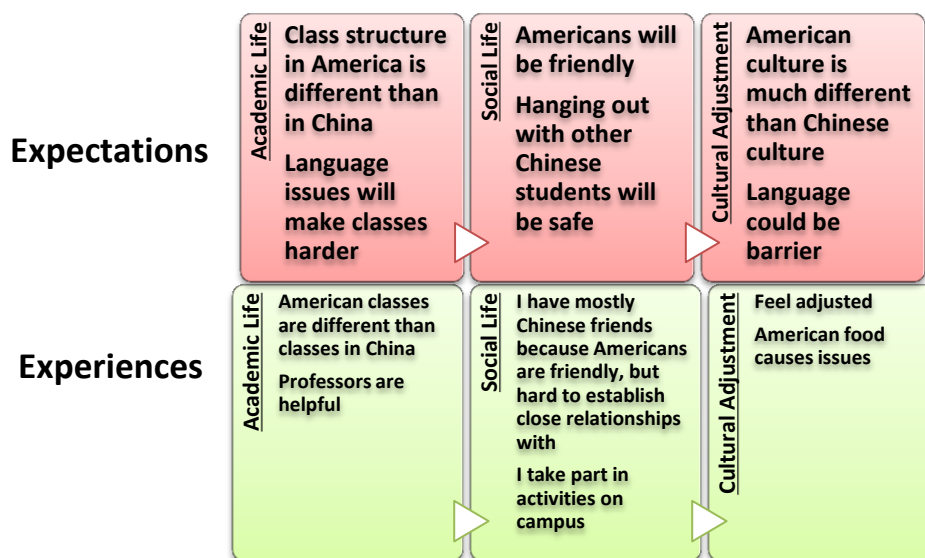 Expectations
Academic Life
Class structure
in America is
different than
in China
Language
issues will
make classes
harder
Social Life
Americans will
be friendly
Hanging out
with other
Chinese
students will
be safe
Cultural Adjustment
American
culture is
much different
than Chinese
culture
Language
could be
barrier
Experiences
Academic Life
American classes
are different than
classes in China
Professors are
helpful
Social Life
I have mostly
Chinese friends
because Americans
are friendly, but
hard to establish
close relationships
with
I take part in
activities on
campus
Cultural Adjustment
Feel adjusted
American food
causes issues